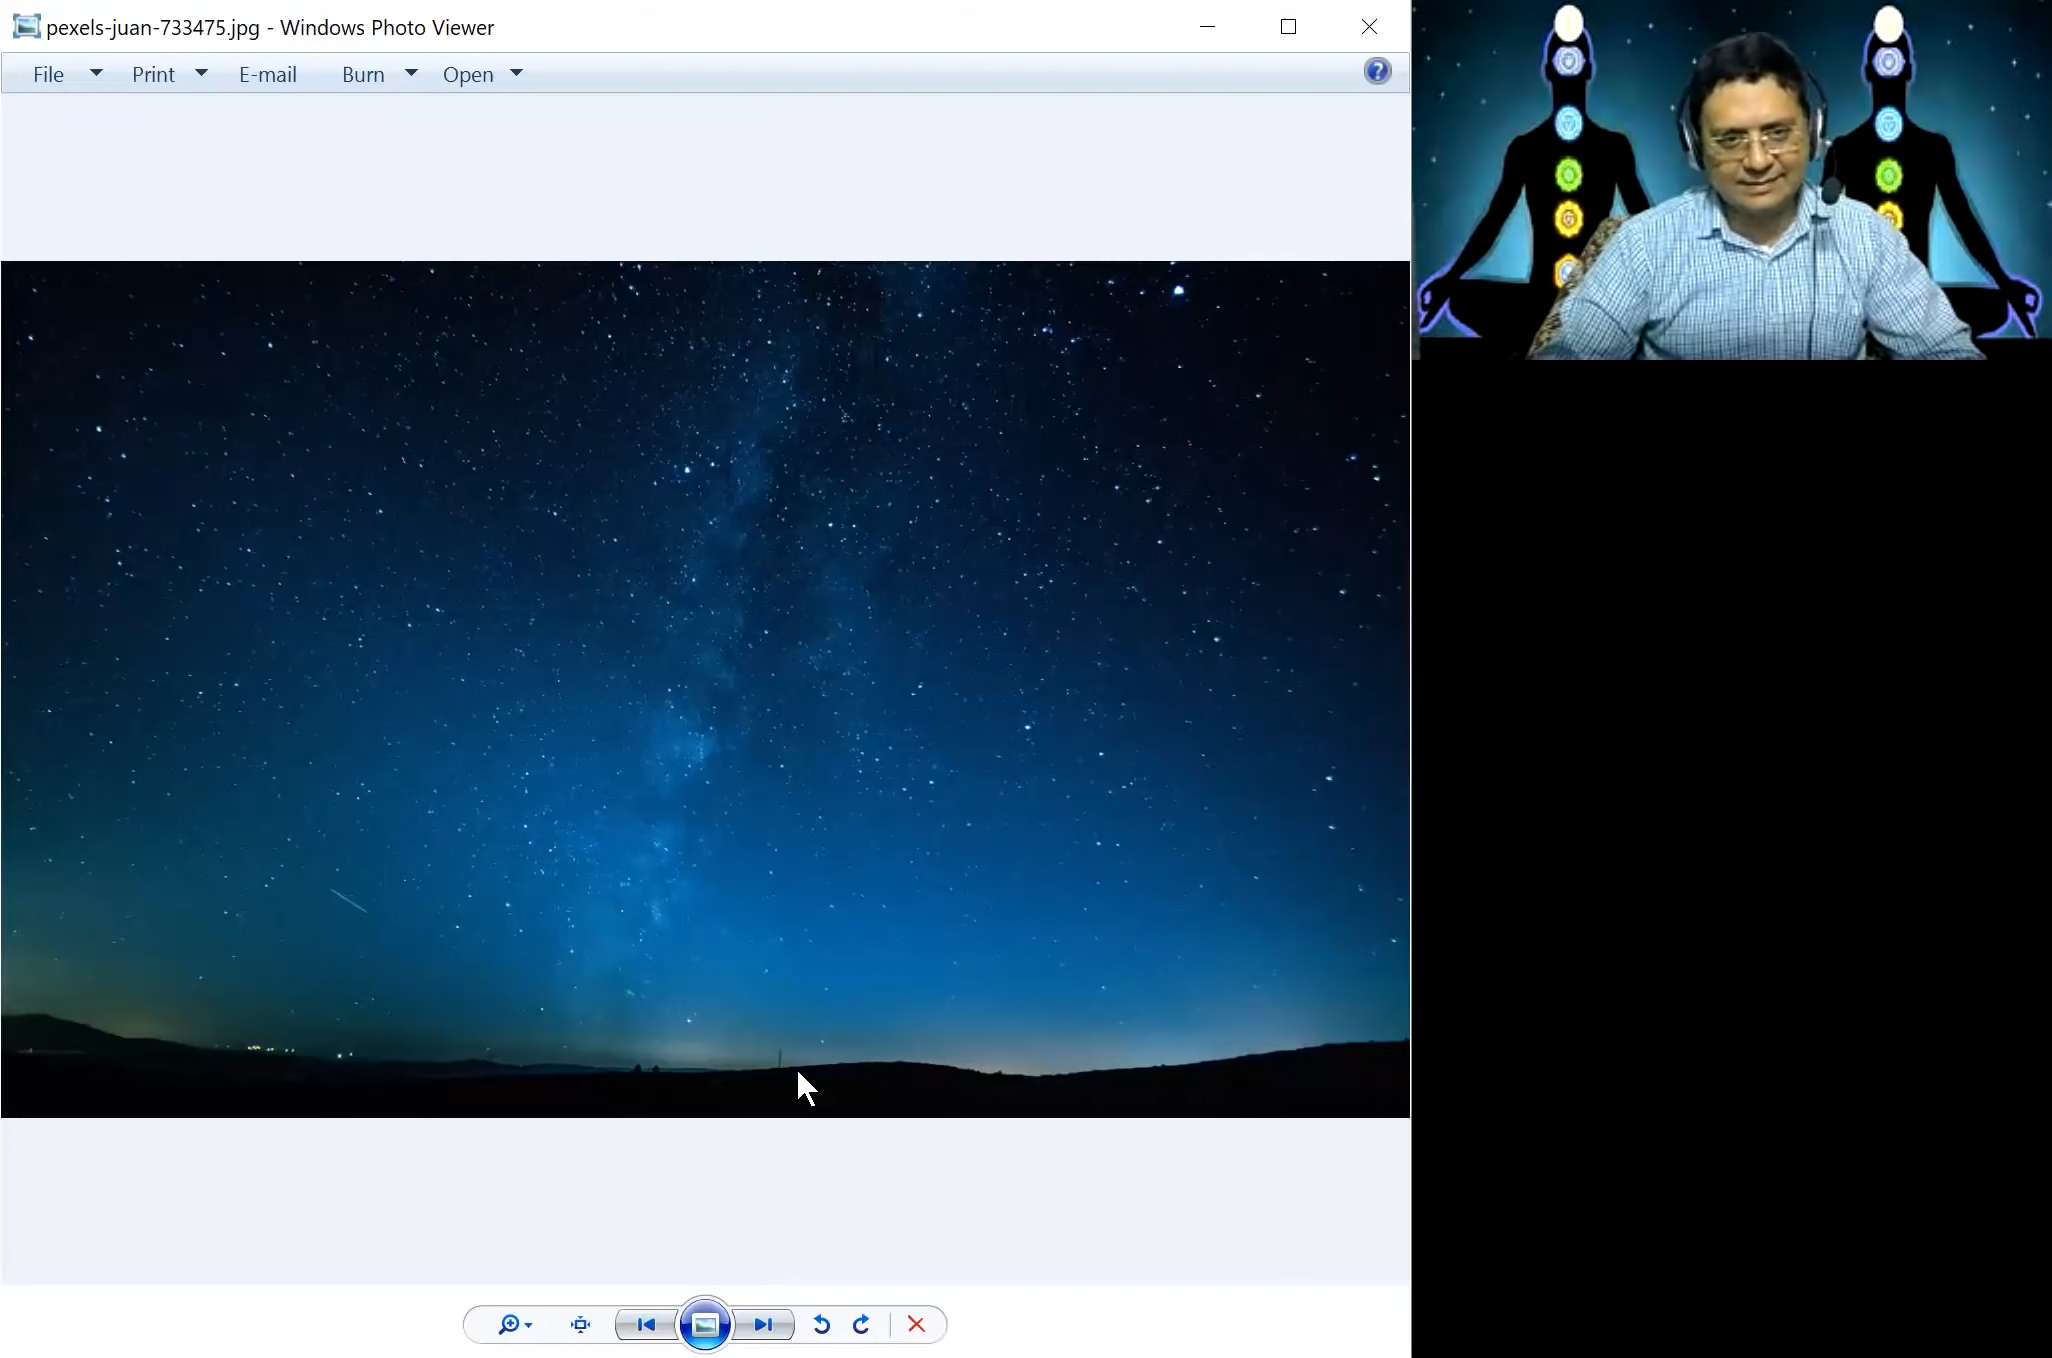 pexels-juan-733475.jpg - Windows Photo Viewer
File Print E-mail Burn Open